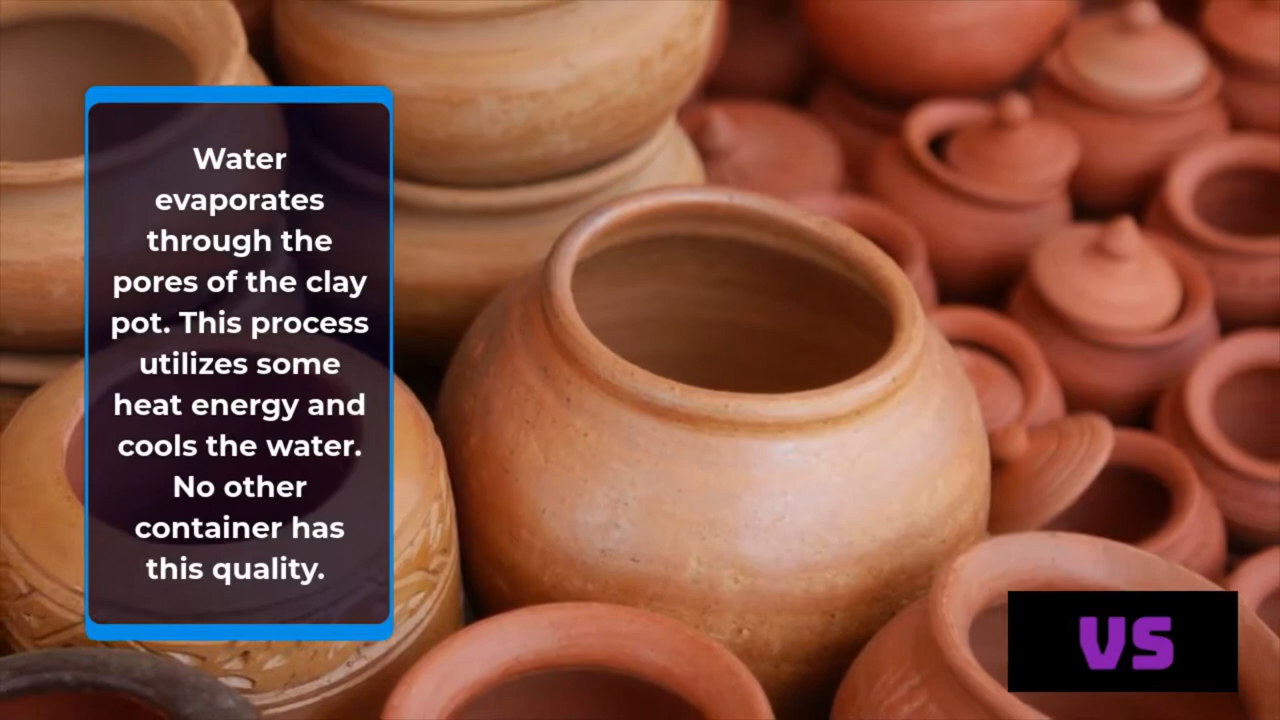 Water
evaporates
through the
pores of the clay
pot. This process
utilizes some
heat energy and
cools the water.
No other
container has
this quality.
VS